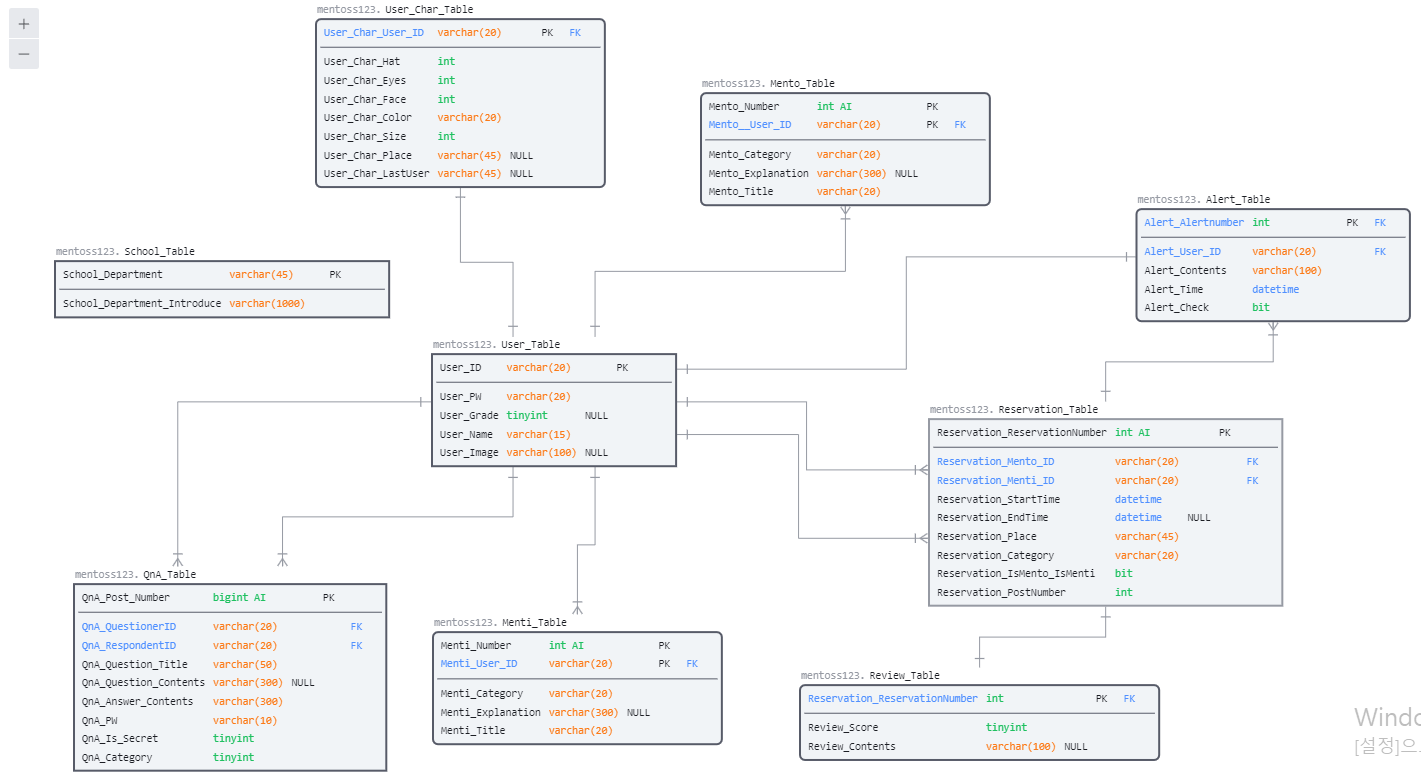 +
−
mentoss123. User_Char_Table
User_Char_User_ID varchar(20) PK FK
User_Char_Hat int
User_Char_Eyes int
User_Char_Face int
User_Char_Color varchar(20)
User_Char_Size int
User_Char_Place varchar(45) NULL
User_Char_LastUser varchar(45) NULL
mentoss123. Mento_Table
Mento_Number int AI PK
Mento__User_ID varchar(20) PK FK
Mento_Category varchar(20)
Mento_Explanation varchar(300) NULL
Mento_Title varchar(20)
mentoss123. Alert_Table
Alert_Alertnumber int PK FK
Alert_User_ID varchar(20) FK
Alert_Contents varchar(100)
Alert_Time datetime
Alert_Check bit
mentoss123. School_Table
School_Department varchar(45) PK
School_Department_Introduce varchar(1000)
mentoss123. User_Table
User_ID varchar(20) PK
User_PW varchar(20)
User_Grade tinyint NULL
User_Name varchar(15)
User_Image varchar(100) NULL
mentoss123. Reservation_Table
Reservation_ReservationNumber int AI PK
Reservation_Mento_ID varchar(20) FK
Reservation_Menti_ID varchar(20) FK
Reservation_StartTime datetime
Reservation_EndTime datetime NULL
Reservation_Place varchar(45)
Reservation_Category varchar(20)
Reservation_IsMento_IsMenti bit
Reservation_PostNumber int
mentoss123. QnA_Table
QnA_Post_Number bigint AI PK
QnA_QuestionerID varchar(20) FK
QnA_RespondentID varchar(20) FK
QnA_Question_Title varchar(50)
QnA_Question_Contents varchar(300) NULL
QnA_Answer_Contents varchar(300)
QnA_PW varchar(10)
QnA_Is_Secret tinyint
QnA_Category tinyint
mentoss123. Menti_Table
Menti_Number int AI PK
Menti_User_ID varchar(20) PK FK
Menti_Category varchar(20)
Menti_Explanation varchar(300) NULL
Menti_Title varchar(20)
mentoss123. Review_Table
Reservation_ReservationNumber int PK FK
Review_Score tinyint
Review_Contents varchar(100) NULL
Windo
[설정]으